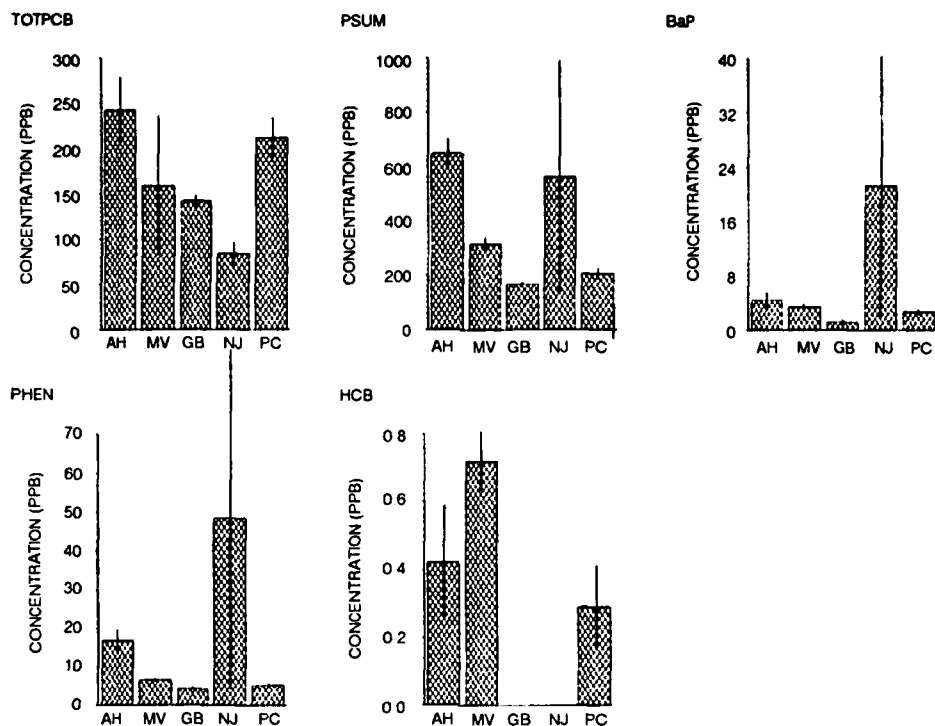 TOTPCB
CONCENTRATION (PPB)
300
250
200
150
100
50
0
AH MV GB NJ PC
PSUM
CONCENTRATION (PPB)
1000
800
600
400
200
0
AH MV GB NJ PC
BaP
CONCENTRATION (PPB)
40
32
24
16
8
0
AH MV GB NJ PC
PHEN
CONCENTRATION (PPB)
70
60
50
40
30
20
10
0
AH MV GB NJ PC
HCB
CONCENTRATION (PPB)
0 8
0 6
0 4
0 2
0 0
AH MV GB NJ PC